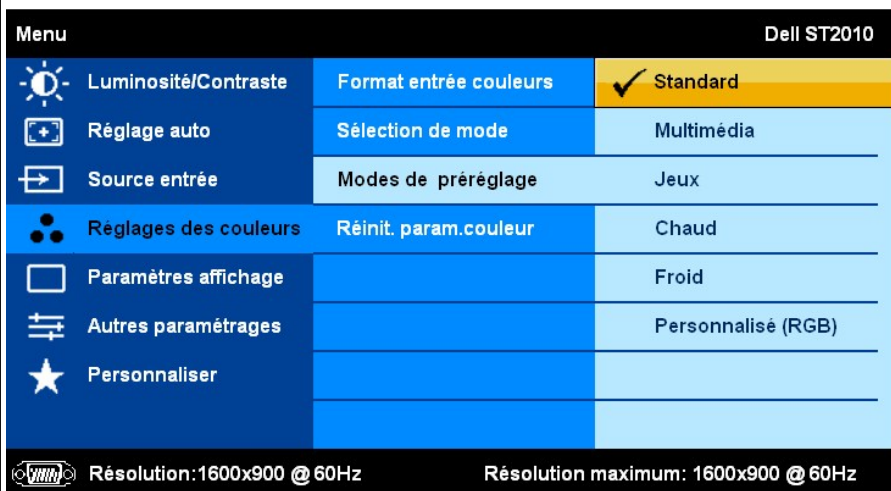 Menu Dell ST2010
Luminosité/Contraste Format entrée couleurs Standard
Réglage auto Sélection de mode Multimédia
Source entrée Modes de préréglage Jeux
Réglages des couleurs Réinit. param.couleur Chaud
Paramètres affichage Froid
Autres paramétrages Personnalisé (RGB)
Personnaliser
Résolution:1600x900 @60Hz Résolution maximum: 1600x900 @60Hz